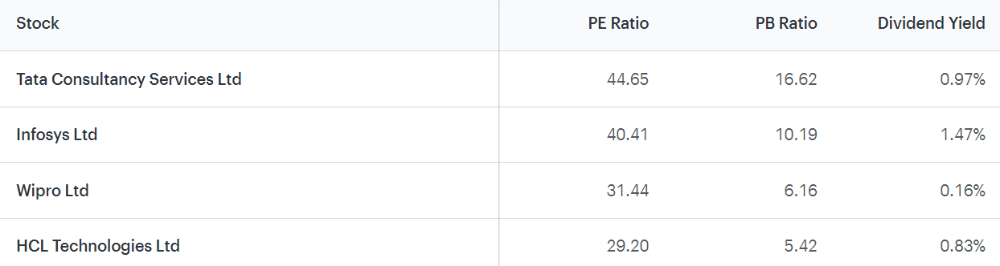 Stock PE Ratio PB Ratio Dividend Yield
Tata Consultancy Services Ltd 44.65 16.62 0.97%
Infosys Ltd 40.41 10.19 1.47%
Wipro Ltd 31.44 6.16 0.16%
HCL Technologies Ltd 29.20 5.42 0.83%